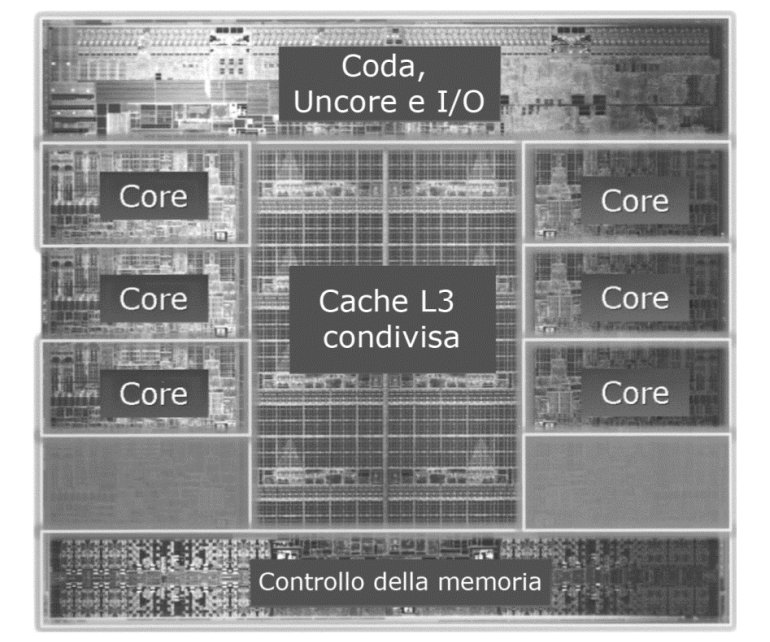 Coda,
Uncore e I/O
Core
Core
Cache L3
condivisa
Core
Core
Core
Core
Controllo della memoria